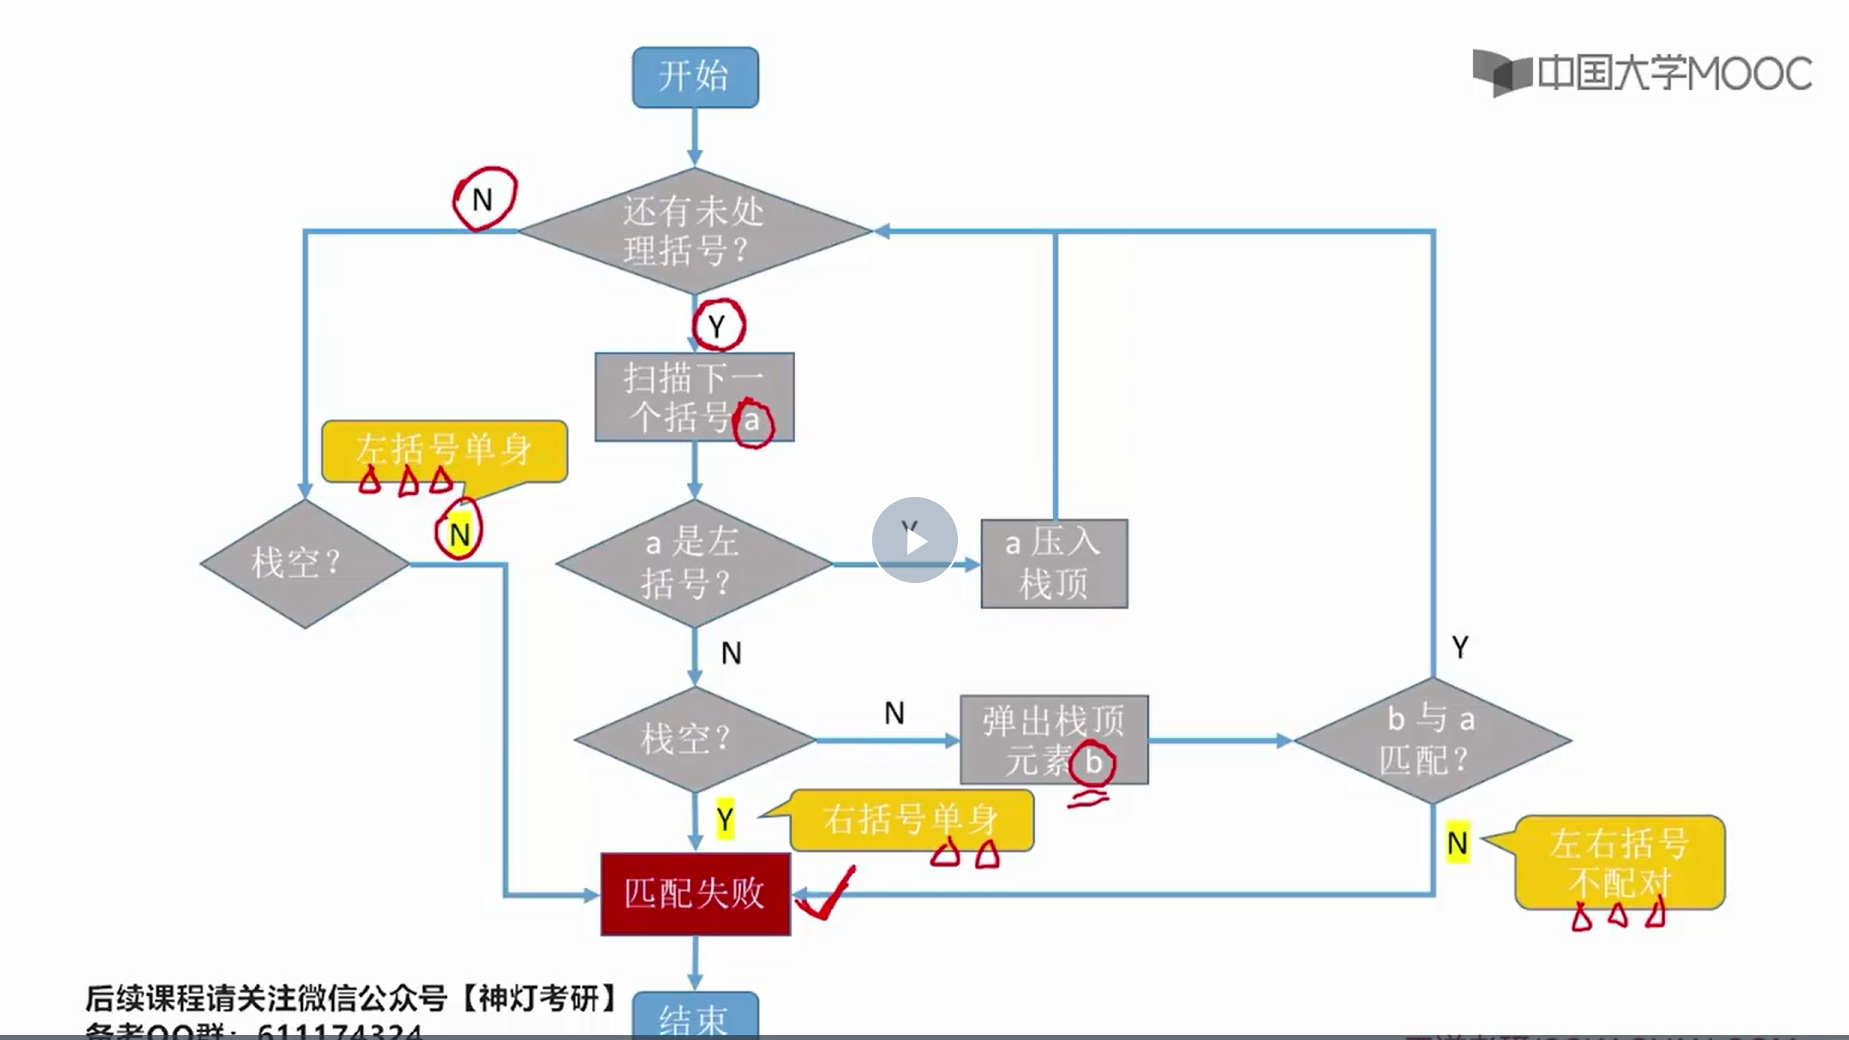 开始
中国大学MOOC
N
还有未处
理括号？
Y
扫描下一
个括号a
左括号单身
N
栈空？
a 是左
括号？
Y
a 压入
栈顶
N
Y
栈空？
N
弹出栈顶
元素 b
b 与 a
匹配？
Y
右括号单身
N
左右括号
不配对
匹配失败
后续课程请关注微信公众号【神灯考研】
备考QQ群：611174324
结束